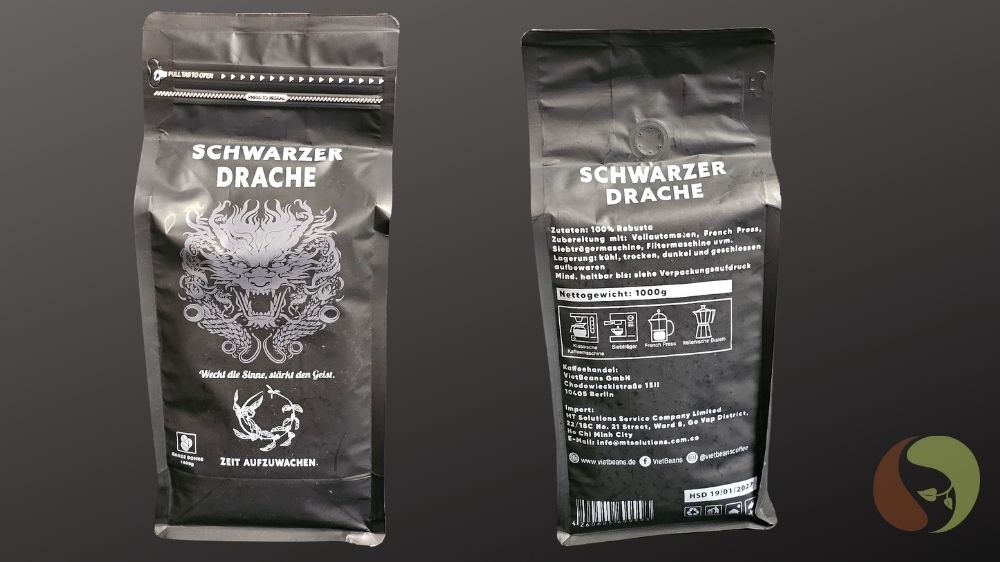 PULL TAB TO OPEN
PRESS TO RESEAL
SCHWARZER
DRACHE
Weckt die Sinne, stärkt den Geist.
GANZE BOHNE
1000g
ZEIT AUFZUWACHEN.
SCHWARZER
DRACHE
Zutaten: 100% Robusta
Zubereitung mit: Vollautomaten, French Press,
Siebträgermaschine, Filtermaschine uvm.
Lagerung: kühl, trocken, dunkel und geschlossen
aufbewaren
Mind. haltbar bis: siehe Verpackungsaufdruck
Nettogewicht: 1000g
Klassische
Kaffeemaschine
Siebträger
French Press
Italienische Bialetti
Kaffeehandel:
VietBeans GmbH
Chodowieckistraße 15II
10405 Berlin
Import:
MT Solutions Service Company Limited
22/18C No. 21 Street, Ward 8, Go Vap District,
Ho Chi Minh City
E-Mail: info@mtsolutions.com.co
www.vietbeans.de VietBeans @vietbeanscoffee
HSD 19/01/2027